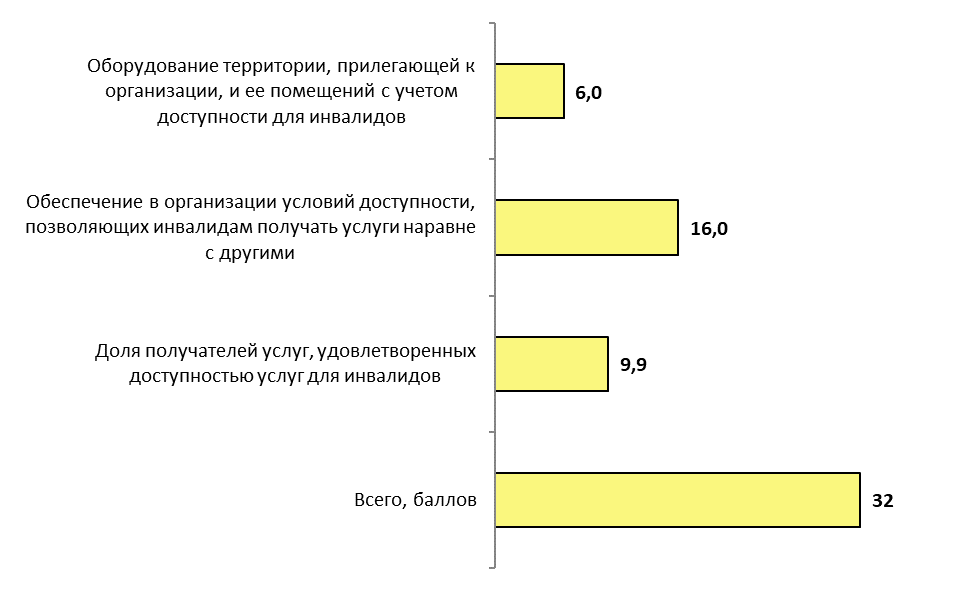 Оборудование территории, прилегающей к
организации, и ее помещений с учетом
доступности для инвалидов
6,0
Обеспечение в организации условий доступности,
позволяющих инвалидам получать услуги наравне
с другими
16,0
Доля получателей услуг, удовлетворенных
доступностью услуг для инвалидов
9,9
Всего, баллов
32